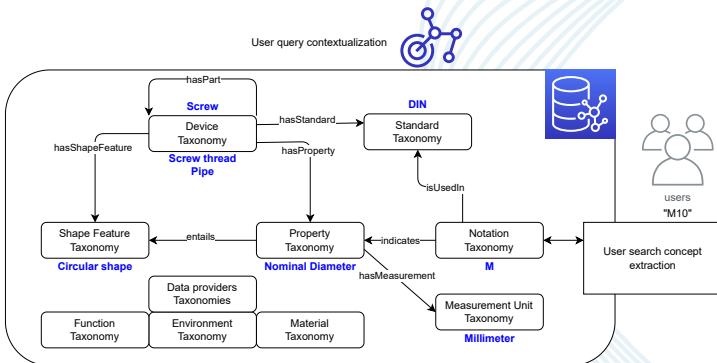 User query contextualization
hasPart
Screw
Device
Taxonomy
Screw thread
Pipe
hasStandard
DIN
Standard
Taxonomy
hasShapeFeature
hasProperty
isUsedIn
users
"M10"
Shape Feature
Taxonomy
Circular shape
entails
Property
Taxonomy
Nominal Diameter
indicates
Notation
Taxonomy
M
User search concept
extraction
hasMeasurement
Data providers
Taxonomies
Measurement Unit
Taxonomy
Millimeter
Function
Taxonomy
Environment
Taxonomy
Material
Taxonomy